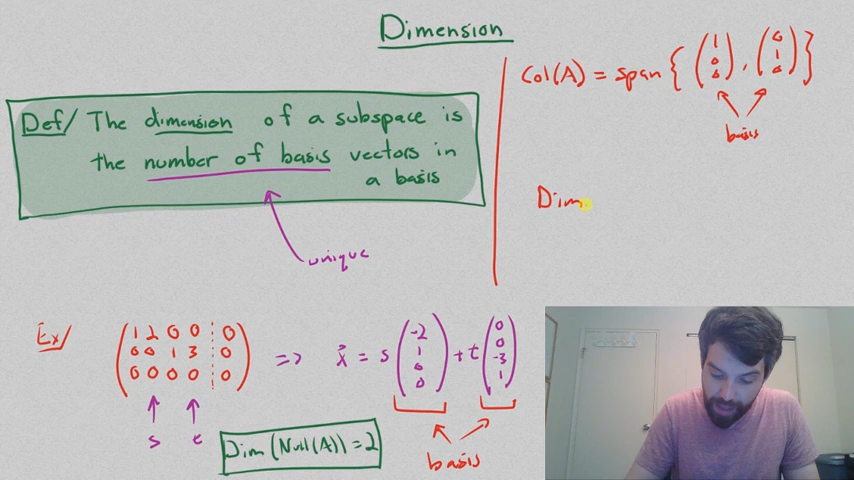 Dimension
Def/ The dimension of a subspace is
the number of basis vectors in
a basis
unique
Col(A) = span { (1 0 0), (0 1 0) }
basis
Dim
Ex/
1 2 0 0 0
0 0 1 3 0
0 0 0 0 0
s t
=> x⃗ = s (-2 1 0 0) + t (0 0 -3 1)
basis
Dim (Null(A)) = 2